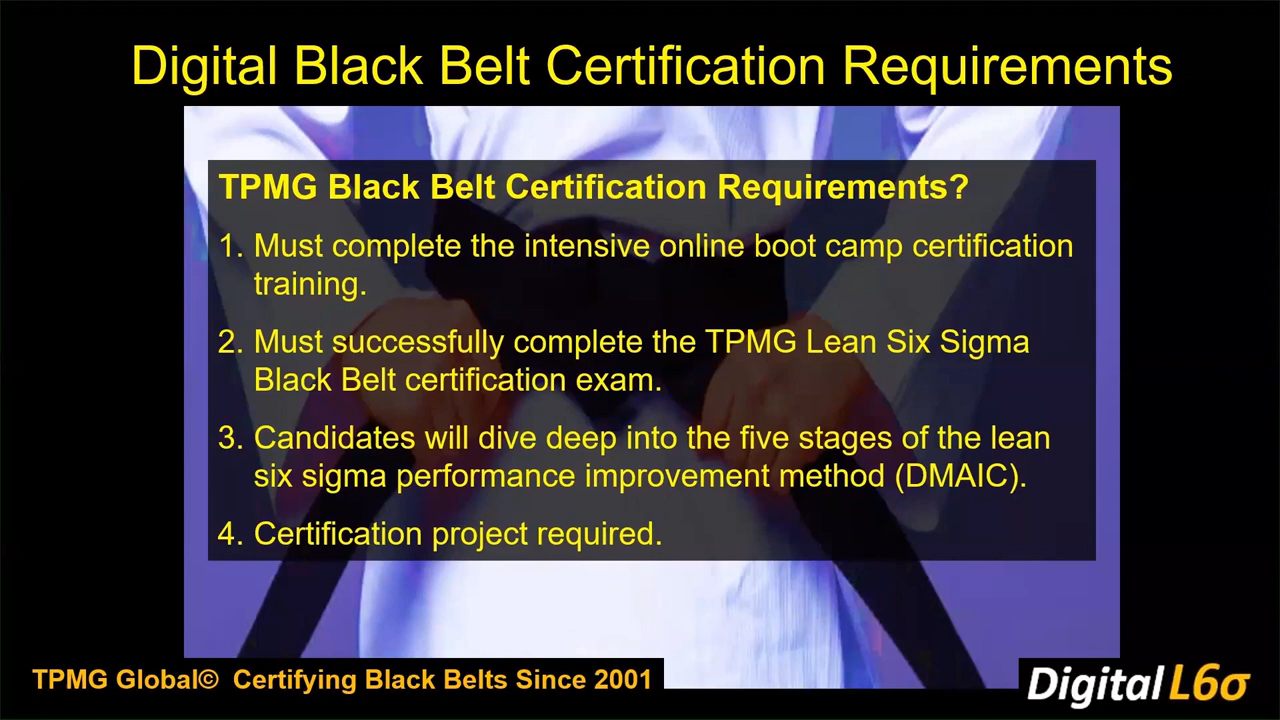 Digital Black Belt Certification Requirements
TPMG Black Belt Certification Requirements?
1. Must complete the intensive online boot camp certification
training.
2. Must successfully complete the TPMG Lean Six Sigma
Black Belt certification exam.
3. Candidates will dive deep into the five stages of the lean
six sigma performance improvement method (DMAIC).
4. Certification project required.
TPMG Global© Certifying Black Belts Since 2001
Digital L6σ